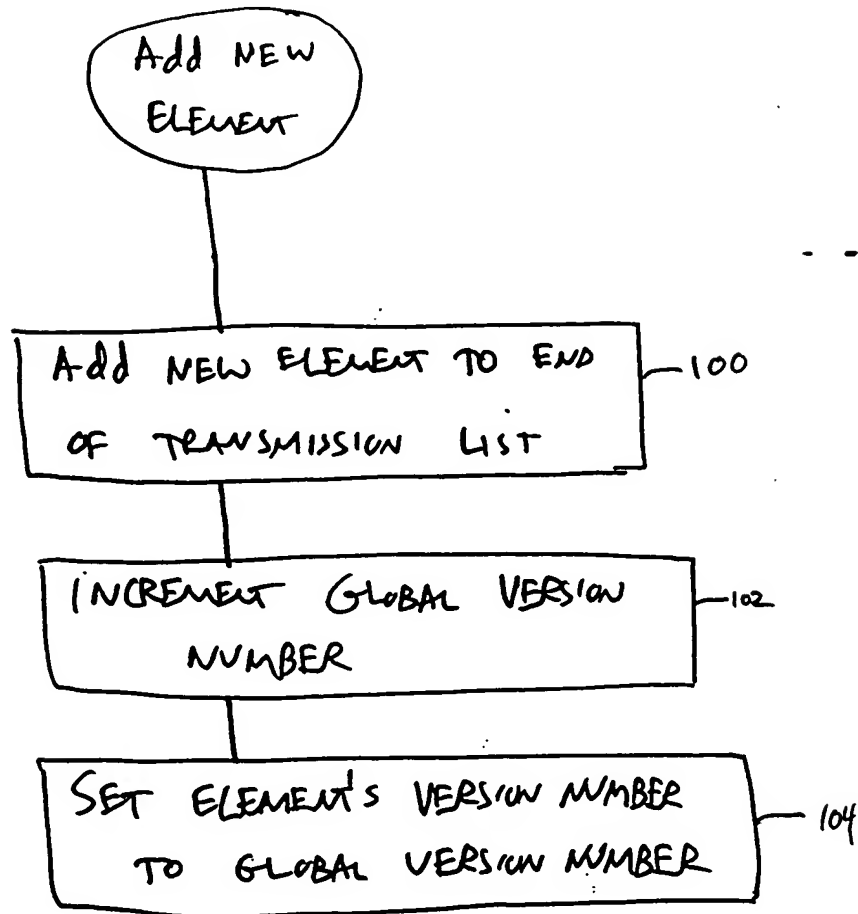 Add NEW
ELEMENT
Add NEW ELEMENT TO END
100
OF TRANSMISSION LIST
INCREMENT GLOBAL VERSION
102
NUMBER
SET ELEMENT'S VERSION NUMBER
104
TO GLOBAL VERSION NUMBER